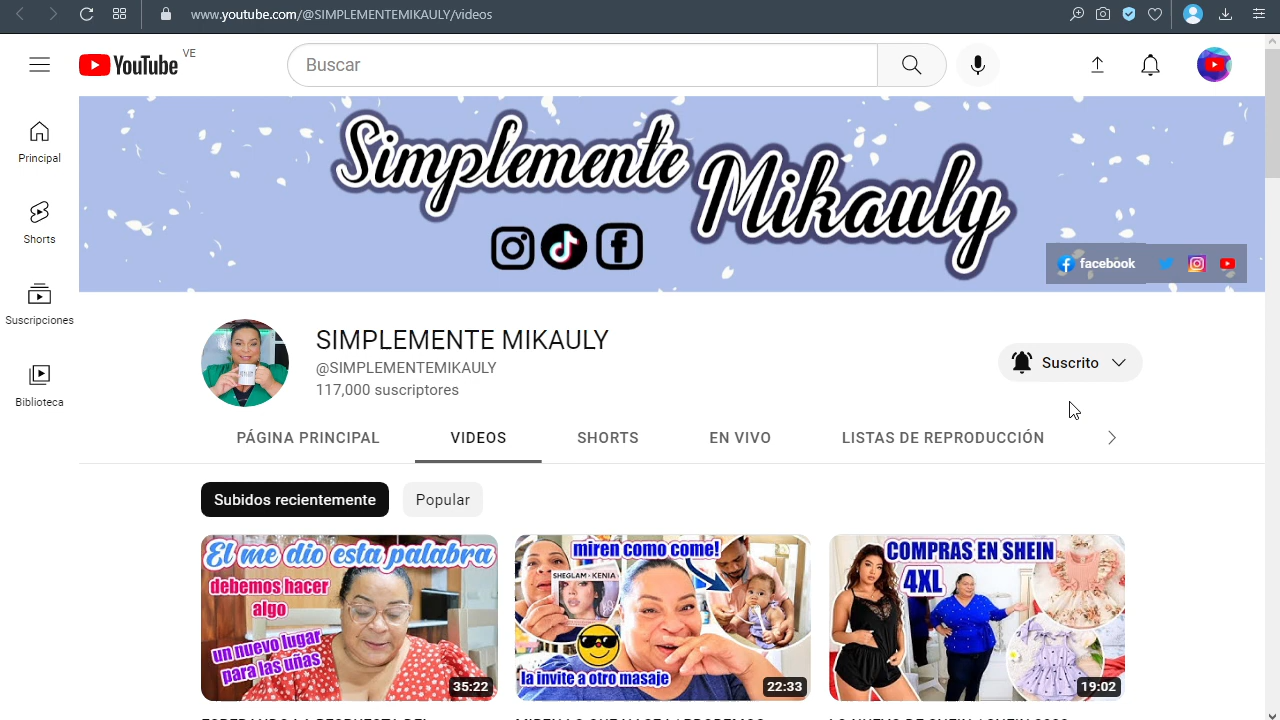 www.youtube.com/@SIMPLEMENTEMIKAULY/videos
YouTube VE
Buscar
Principal
Shorts
Suscripciones
Biblioteca
Simplemente
Mikauly
facebook
SIMPLEMENTE MIKAULY
@SIMPLEMENTEMIKAULY
117,000 suscriptores
Suscrito
PÁGINA PRINCIPAL VIDEOS SHORTS EN VIVO LISTAS DE REPRODUCCIÓN
Subidos recientemente Popular
El me dio esta palabra
debemos hacer
algo
un nuevo lugar
para las uñas
35:22
miren como come!
SHEGLAM × KENIA
la invite a otro masaje
22:33
COMPRAS EN SHEIN
4XL
19:02